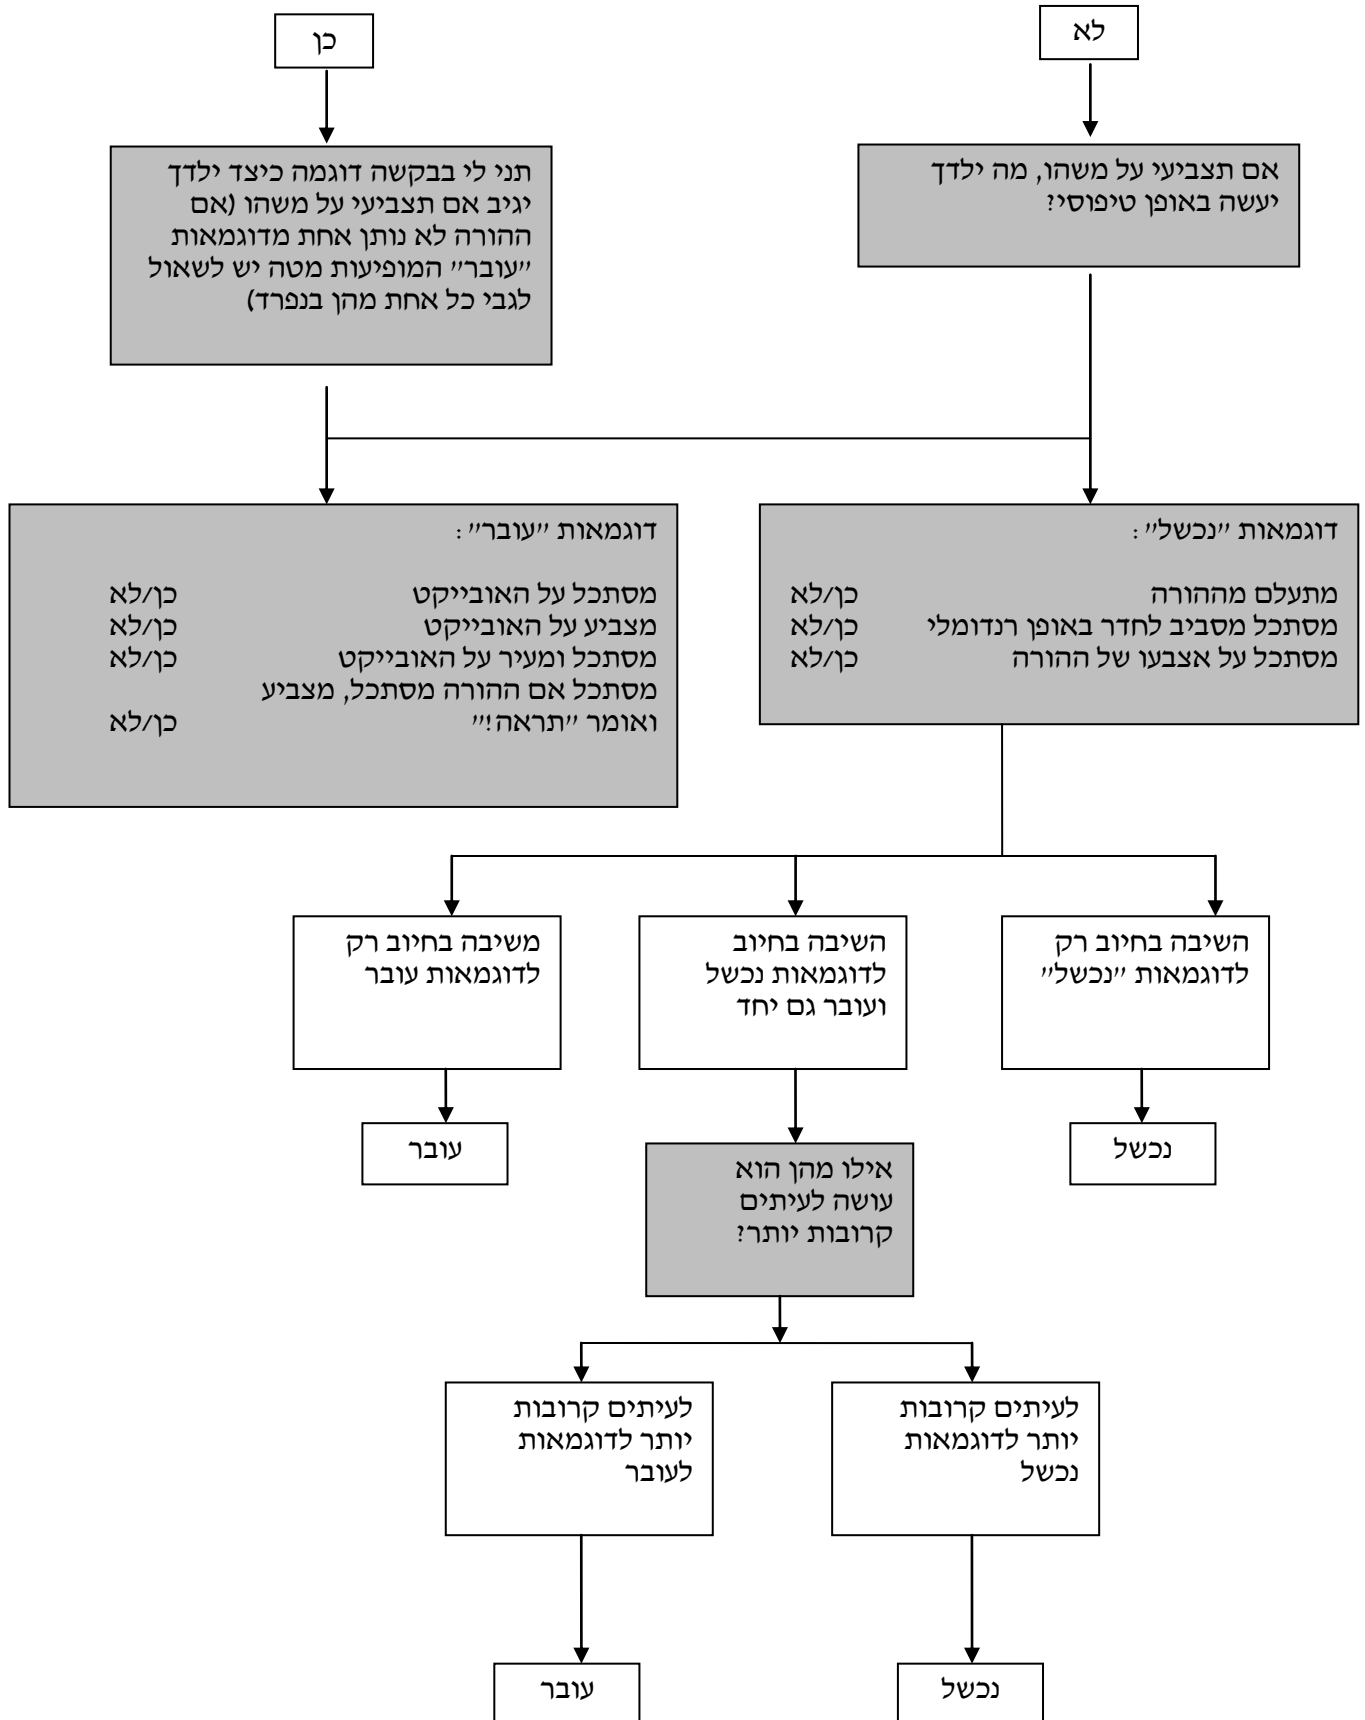 לא
כן
אם תצביעי על משהו, מה ילדך
יעשה באופן טיפוסי?
תני לי בבקשה דוגמה כיצד ילדך
יגיב אם תצביעי על משהו (אם
ההורה לא נותן אחת מדוגמאות
״עובר״ המופיעות מטה יש לשאול
לגבי כל אחת מהן בנפרד)
דוגמאות ״נכשל״:
מתעלם מההורה כן/לא
מסתכל מסביב לחדר באופן רנדומלי כן/לא
מסתכל על אצבעו של ההורה כן/לא
דוגמאות ״עובר״:
מסתכל על האובייקט כן/לא
מצביע על האובייקט כן/לא
מסתכל ומעיר על האובייקט כן/לא
מסתכל אם ההורה מסתכל, מצביע
ואומר ״תראה!״ כן/לא
השיבה בחיוב רק
לדוגמאות ״נכשל״
השיבה בחיוב
לדוגמאות נכשל
ועובר גם יחד
משיבה בחיוב רק
לדוגמאות עובר
נכשל
עובר
אילו מהן הוא
עושה לעיתים
קרובות יותר?
לעיתים קרובות
יותר לדוגמאות
נכשל
לעיתים קרובות
יותר לדוגמאות
לעובר
נכשל
עובר